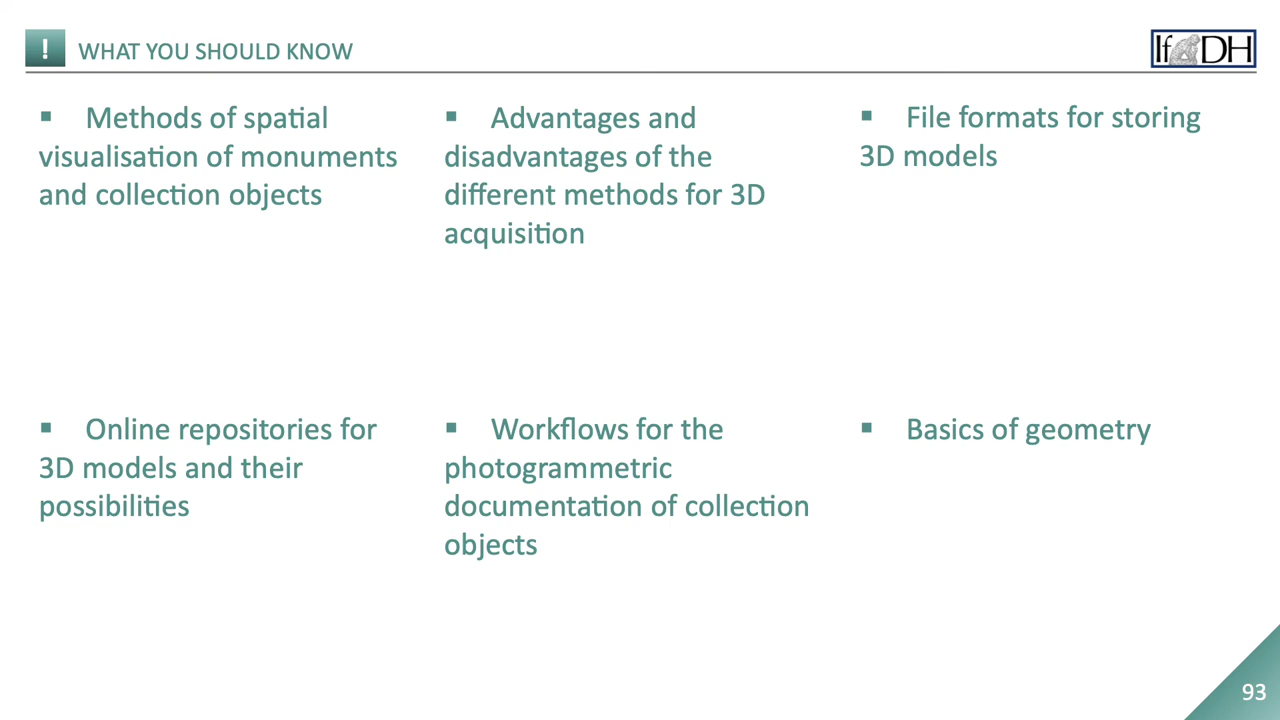 !
WHAT YOU SHOULD KNOW
If DH
▪ Methods of spatial
visualisation of monuments
and collection objects
▪ Advantages and
disadvantages of the
different methods for 3D
acquisition
▪ File formats for storing
3D models
▪ Online repositories for
3D models and their
possibilities
▪ Workflows for the
photogrammetric
documentation of collection
objects
▪ Basics of geometry
93